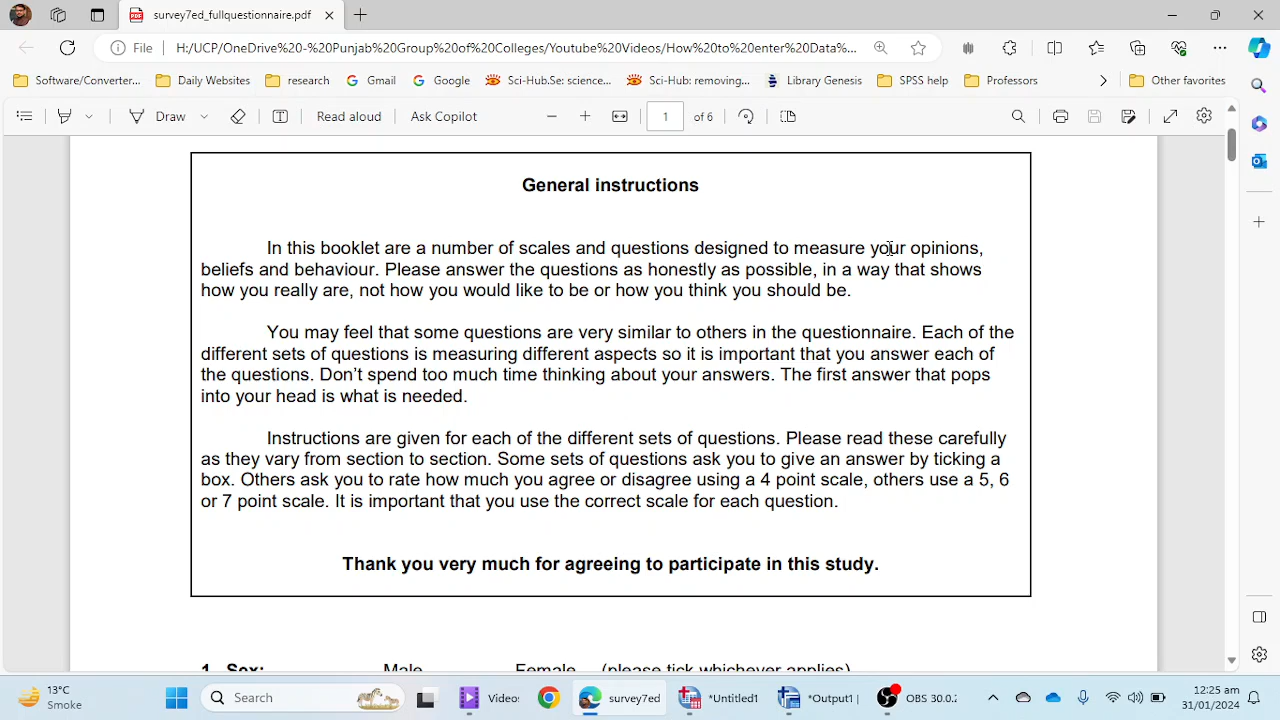 survey7ed_fullquestionnaire.pdf
File
H:/UCP/OneDrive%20-%20Punjab%20Group%20of%20Colleges/Youtube%20Videos/How%20to%20enter%20Data%...
Software/Converter...
Daily Websites
research
Gmail
Google
Sci-Hub.Se: science...
Sci-Hub: removing...
Library Genesis
SPSS help
Professors
Other favorites
Draw
Read aloud
Ask Copilot
1 of 6
General instructions
In this booklet are a number of scales and questions designed to measure your opinions,
beliefs and behaviour. Please answer the questions as honestly as possible, in a way that shows
how you really are, not how you would like to be or how you think you should be.
You may feel that some questions are very similar to others in the questionnaire. Each of the
different sets of questions is measuring different aspects so it is important that you answer each of
the questions. Don't spend too much time thinking about your answers. The first answer that pops
into your head is what is needed.
Instructions are given for each of the different sets of questions. Please read these carefully
as they vary from section to section. Some sets of questions ask you to give an answer by ticking a
box. Others ask you to rate how much you agree or disagree using a 4 point scale, others use a 5, 6
or 7 point scale. It is important that you use the correct scale for each question.
Thank you very much for agreeing to participate in this study.
1. Sex: Male Female (please tick whichever applies)
13°C
Smoke
Search
Video:
survey7ed
*Untitled1
*Output1
OBS 30.0.2
12:25 am
31/01/2024